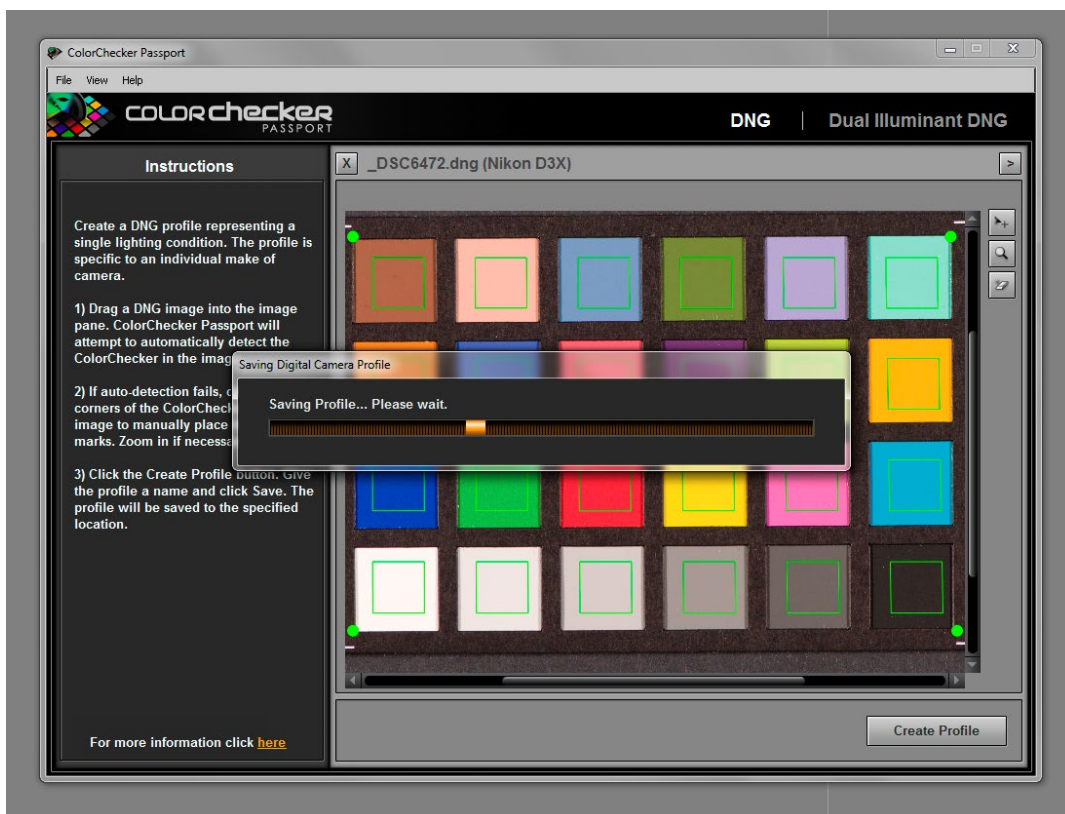 ColorChecker Passport
File View Help
COLOR checker
PASSPORT
DNG | Dual Illuminant DNG
Instructions
X _DSC6472.dng (Nikon D3X) >
Create a DNG profile representing a
single lighting condition. The profile is
specific to an individual make of
camera.
1) Drag a DNG image into the image
pane. ColorChecker Passport will
attempt to automatically detect the
ColorChecker in the imag
2) If auto-detection fails, c
corners of the ColorCheck
image to manually place
marks. Zoom in if necessa
3) Click the Create Profile button. Give
the profile a name and click Save. The
profile will be saved to the specified
location.
Saving Digital Camera Profile
Saving Profile... Please wait.
For more information click here
Create Profile